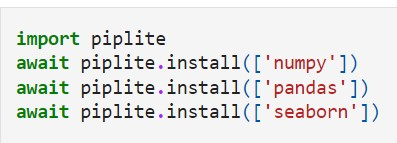 import piplite
await piplite.install(['numpy'])
await piplite.install(['pandas'])
await piplite.install(['seaborn'])